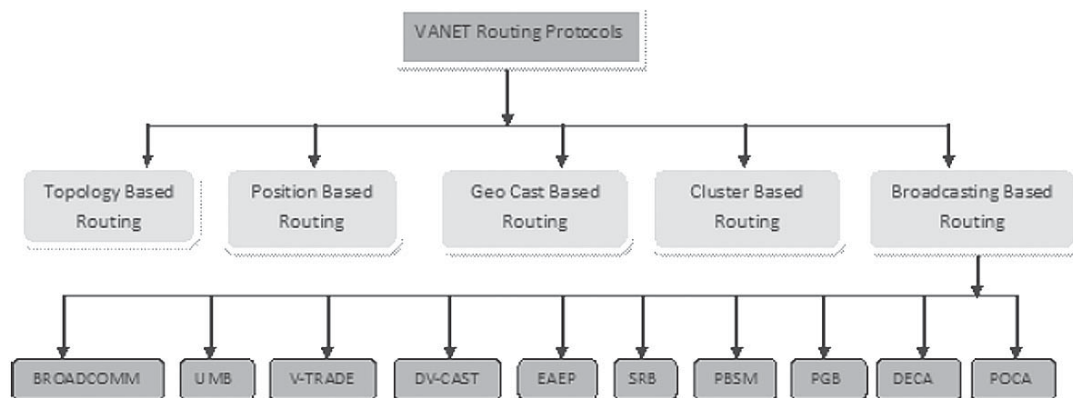 VANET Routing Protocols
Topology Based
Routing
Position Based
Routing
Geo Cast Based
Routing
Cluster Based
Routing
Broadcasting Based
Routing
BROADCOMM
UMB
V-TRADE
DV-CAST
EAEP
SRB
PBSM
PGB
DECA
POCA